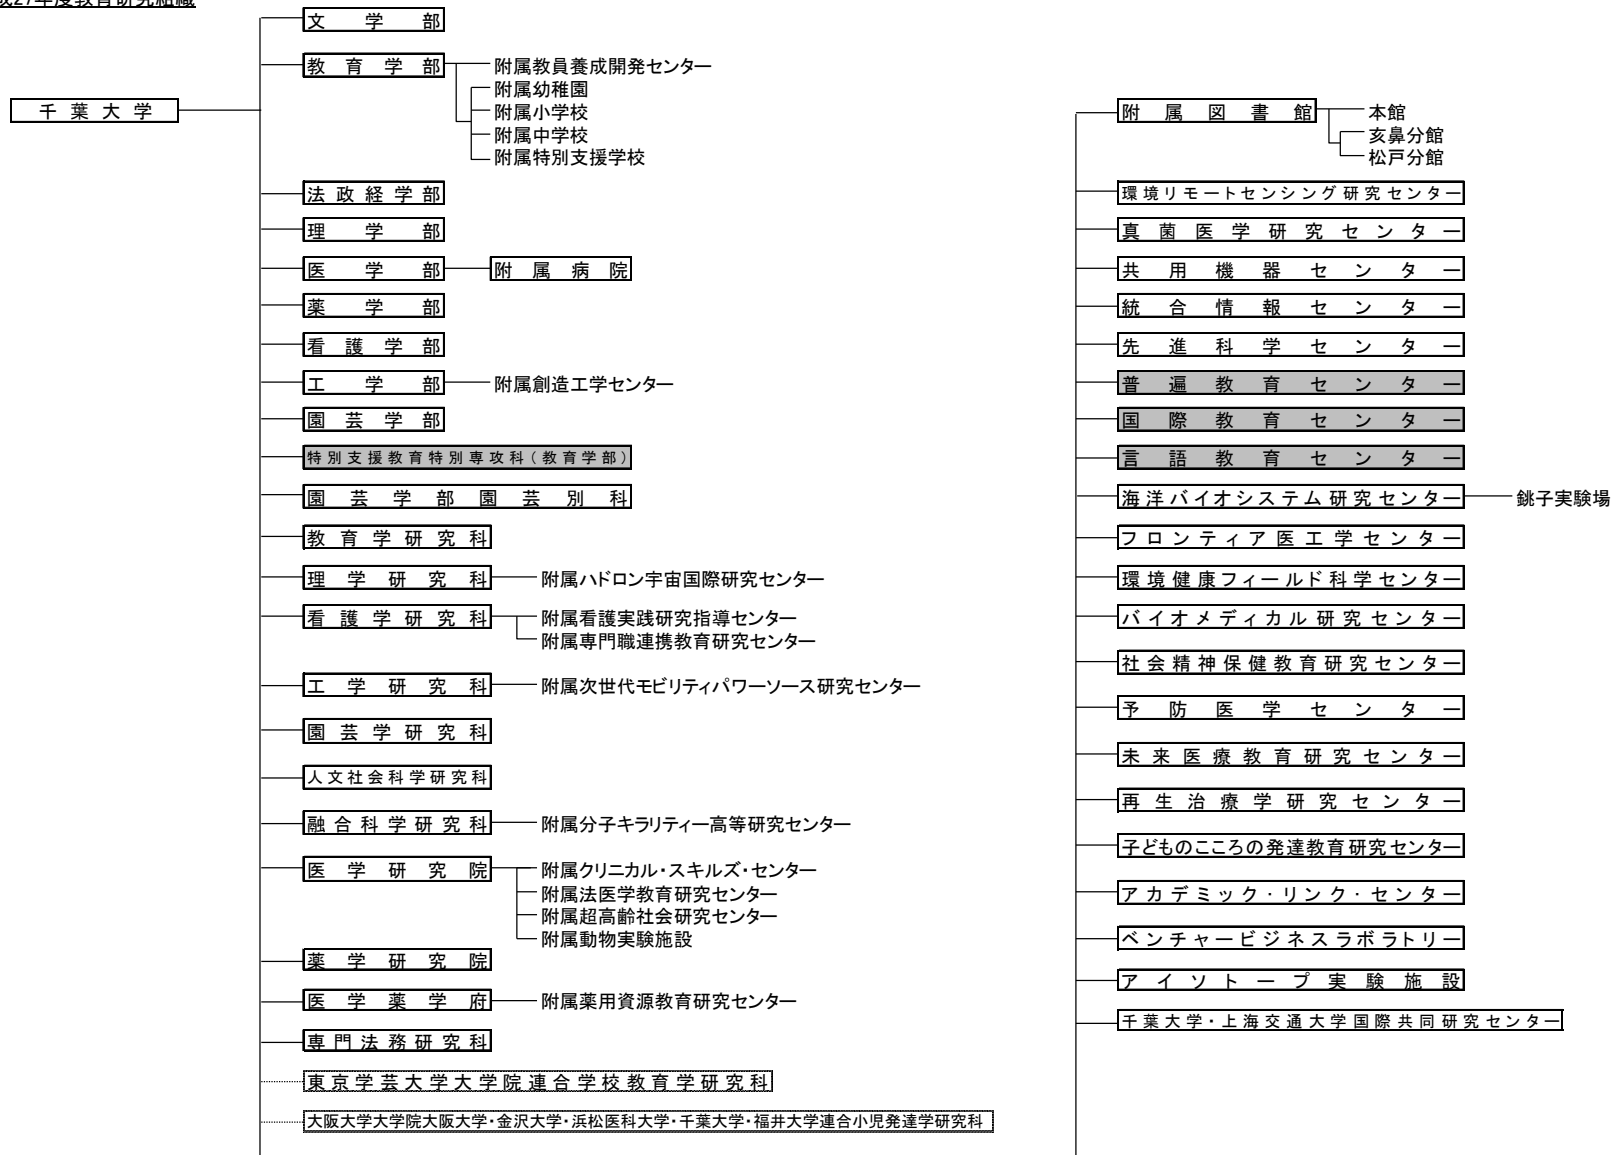 成27年度教育研究組織
千葉大学
文学部
教育学部
附属教員養成開発センター
附属幼稚園
附属小学校
附属中学校
附属特別支援学校
法政経学部
理学部
医学部
附属病院
薬学部
看護学部
工学部
附属創造工学センター
園芸学部
特別支援教育特別専攻科(教育学部)
園芸学部園芸別科
教育学研究科
理学研究科
附属ハドロン宇宙国際研究センター
看護学研究科
附属看護実践研究指導センター
附属専門職連携教育研究センター
工学研究科
附属次世代モビリティパワーソース研究センター
園芸学研究科
人文社会科学研究科
融合科学研究科
附属分子キラリティー高等研究センター
医学研究院
附属クリニカル・スキルズ・センター
附属法医学教育研究センター
附属超高齢社会研究センター
附属動物実験施設
薬学研究院
医学薬学府
附属薬用資源教育研究センター
専門法務研究科
東京学芸大学大学院連合学校教育学研究科
大阪大学大学院大阪大学・金沢大学・浜松医科大学・千葉大学・福井大学連合小児発達学研究科
附属図書館
本館
亥鼻分館
松戸分館
環境リモートセンシング研究センター
真菌医学研究センター
共用機器センター
統合情報センター
先進科学センター
普遍教育センター
国際教育センター
言語教育センター
海洋バイオシステム研究センター
銚子実験場
フロンティア医工学センター
環境健康フィールド科学センター
バイオメディカル研究センター
社会精神保健教育研究センター
予防医学センター
未来医療教育研究センター
再生治療学研究センター
子どものこころの発達教育研究センター
アカデミック・リンク・センター
ベンチャービジネスラボラトリー
アイソトープ実験施設
千葉大学・上海交通大学国際共同研究センター